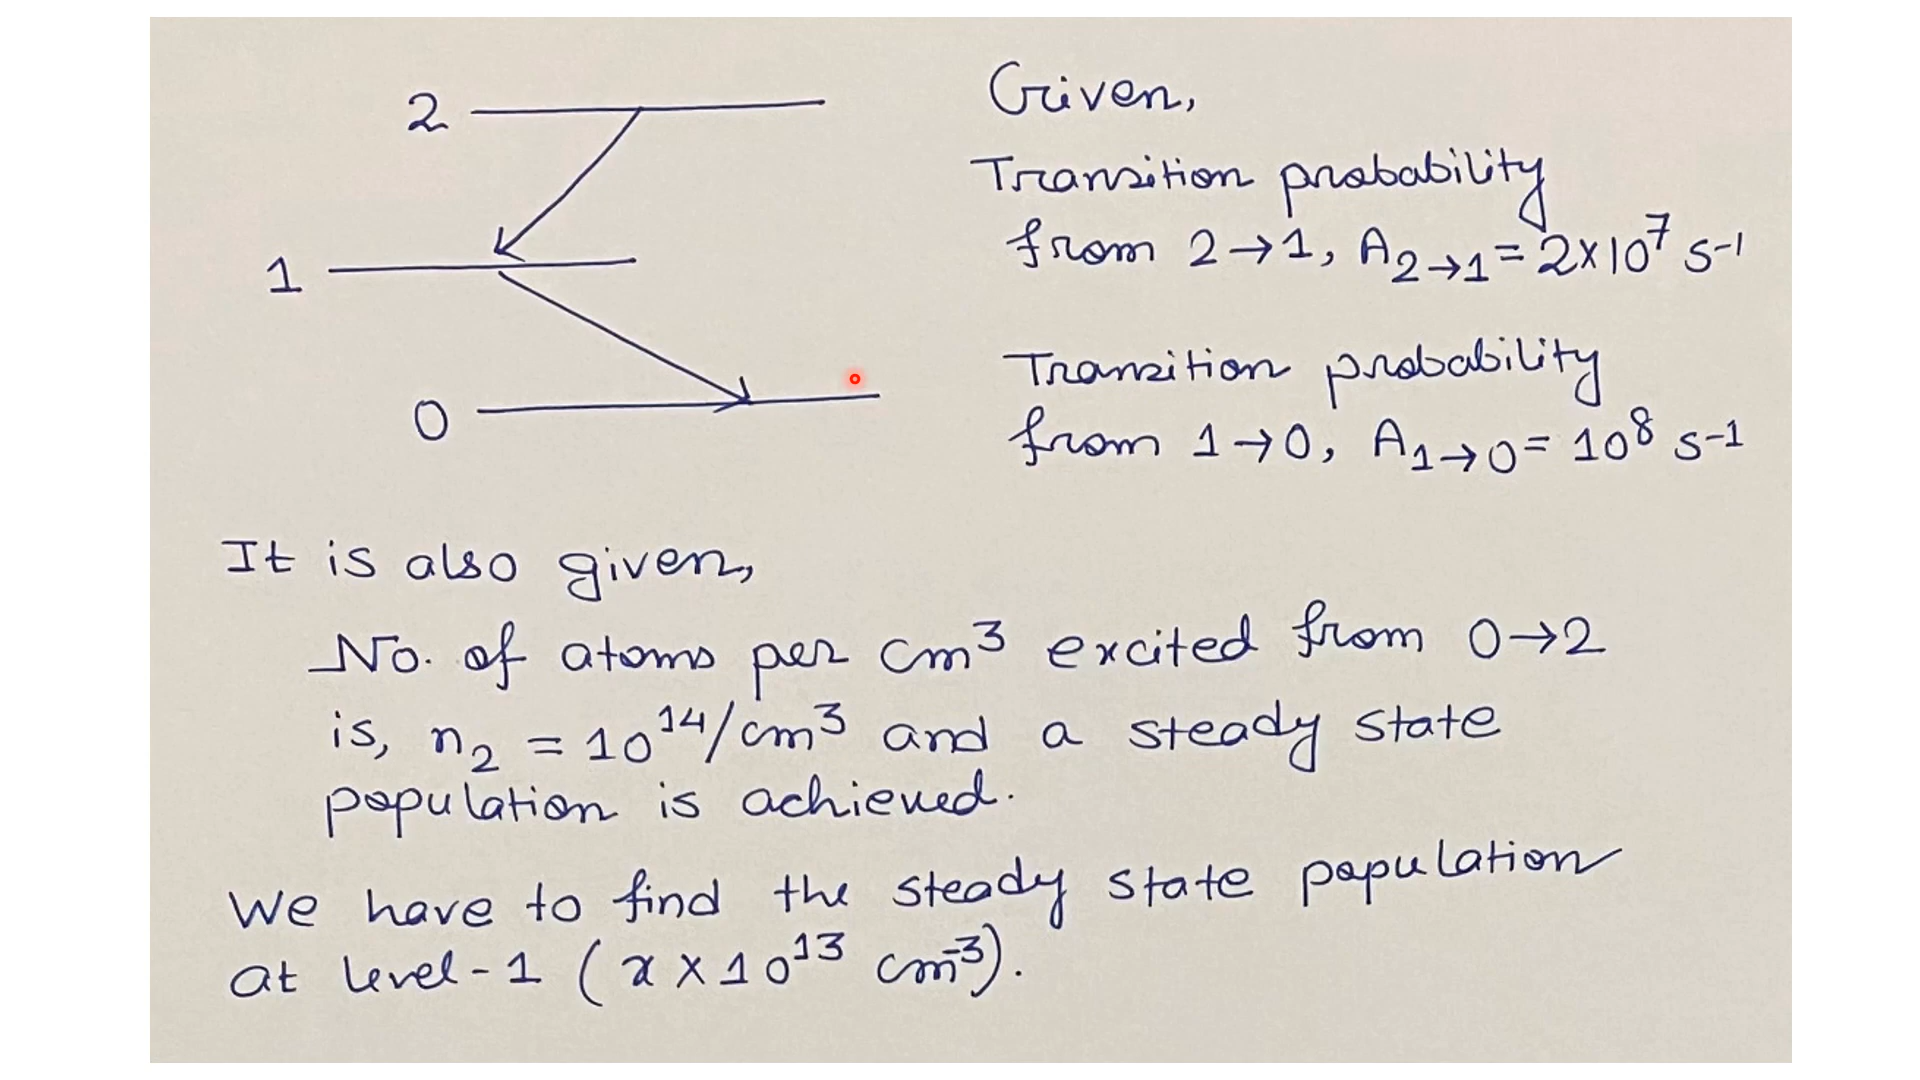 2
1
0
Given,
Transition probability
from 2→1, A₂→₁ = 2×10⁷ s⁻¹
Transition probability
from 1→0, A₁→₀ = 10⁸ s⁻¹
It is also given,
No. of atoms per cm³ excited from 0→2
is, n₂ = 10¹⁴/cm³ and a steady state
population is achieved.
We have to find the steady state population
at level-1 (x × 10¹³ cm⁻³).